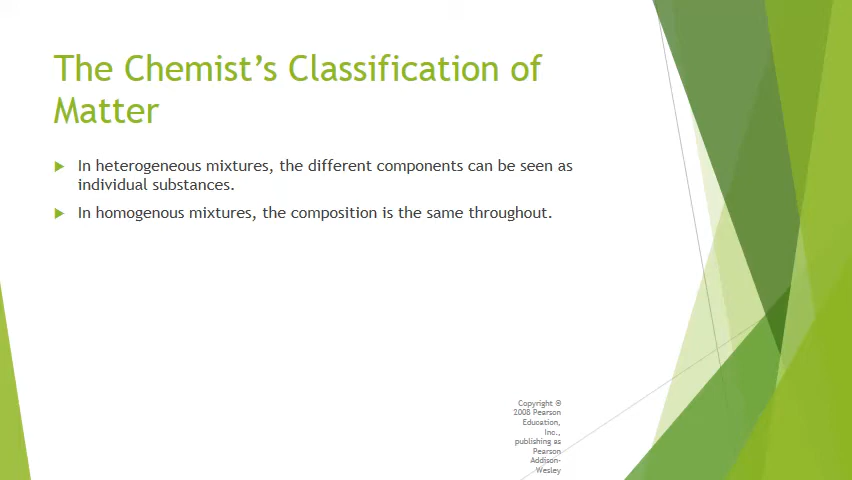 The Chemist’s Classification of
Matter
In heterogeneous mixtures, the different components can be seen as
individual substances.
In homogenous mixtures, the composition is the same throughout.
Copyright ©
2008 Pearson
Education,
Inc.,
publishing as
Pearson
Addison-
Wesley